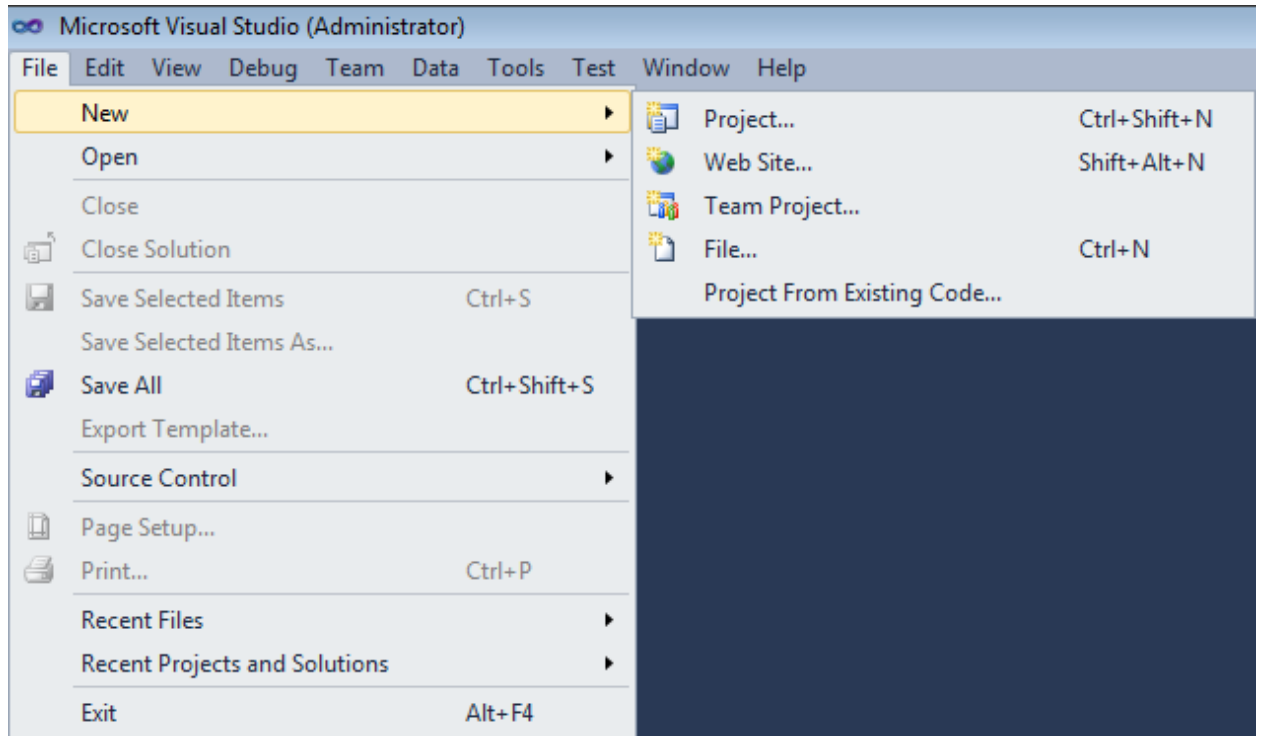 Microsoft Visual Studio (Administrator)
File Edit View Debug Team Data Tools Test Window Help
New
Open
Close
Close Solution
Save Selected Items Ctrl+S
Save Selected Items As...
Save All Ctrl+Shift+S
Export Template...
Source Control
Page Setup...
Print... Ctrl+P
Recent Files
Recent Projects and Solutions
Exit Alt+F4
Project... Ctrl+Shift+N
Web Site... Shift+Alt+N
Team Project...
File... Ctrl+N
Project From Existing Code...